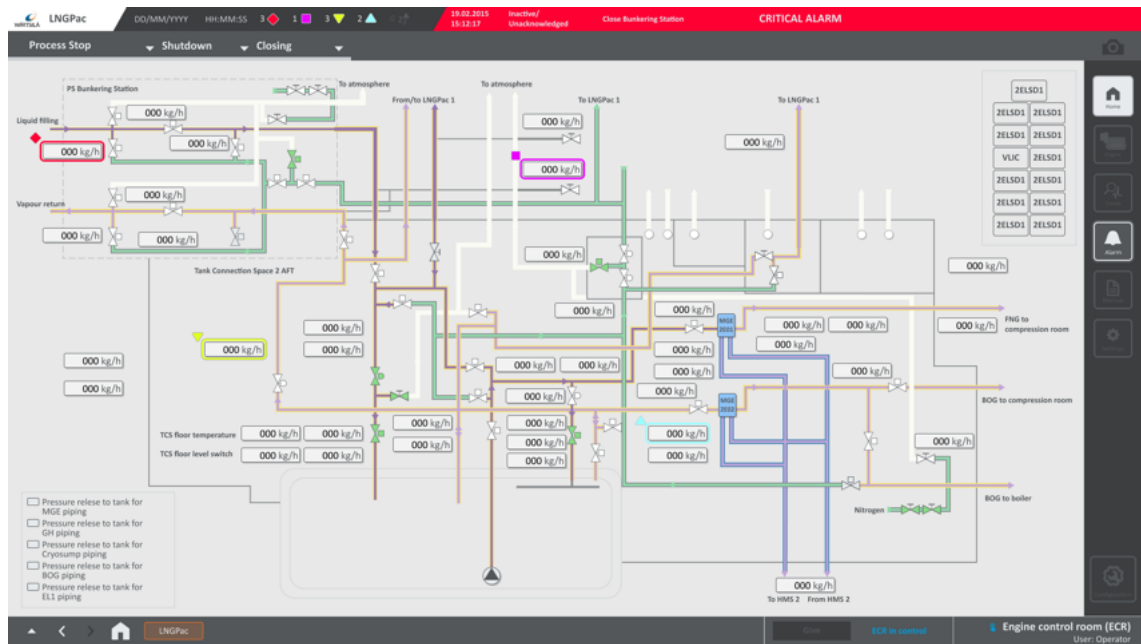 WÄRTSILÄ
LNGPac
DD/MM/YYYY HH:MM:SS 3 1 3 2
19.02.2015
15:12:17
Inactive/
Unacknowledged
Close Bunkering Station
CRITICAL ALARM
Process Stop
Shutdown
Closing
PS Bunkering Station
To atmosphere
From/to LNGPac 1
To atmosphere
To LNGPac 1
To LNGPac 1
Liquid filling
000 kg/h
000 kg/h
000 kg/h
000 kg/h
000 kg/h
000 kg/h
Vapour return
000 kg/h
000 kg/h
000 kg/h
Tank Connection Space 2 AFT
000 kg/h
2ELSD1
2ELSD1 2ELSD1
2ELSD1 2ELSD1
VLIC 2ELSD1
2ELSD1 2ELSD1
2ELSD1 2ELSD1
2ELSD1 2ELSD1
Home
Alarm
000 kg/h
000 kg/h
000 kg/h
000 kg/h
000 kg/h
000 kg/h
000 kg/h
000 kg/h
000 kg/h
FNG to
compression room
000 kg/h
000 kg/h
000 kg/h
000 kg/h
000 kg/h
000 kg/h
000 kg/h
000 kg/h
000 kg/h
000 kg/h
MGE
2E01
MGE
2E02
000 kg/h
000 kg/h
BOG to compression room
TCS floor temperature
000 kg/h
000 kg/h
000 kg/h
000 kg/h
000 kg/h
000 kg/h
TCS floor level switch
000 kg/h
000 kg/h
000 kg/h
000 kg/h
000 kg/h
BOG to boiler
Nitrogen
Pressure relese to tank for
MGE piping
Pressure relese to tank for
GH piping
Pressure relese to tank for
Cryosump piping
Pressure relese to tank for
BOG piping
Pressure relese to tank for
EL1 piping
000 kg/h
To HMS 2 From HMS 2
LNGPac
Give
ECR in control
Engine control room (ECR)
User: Operator